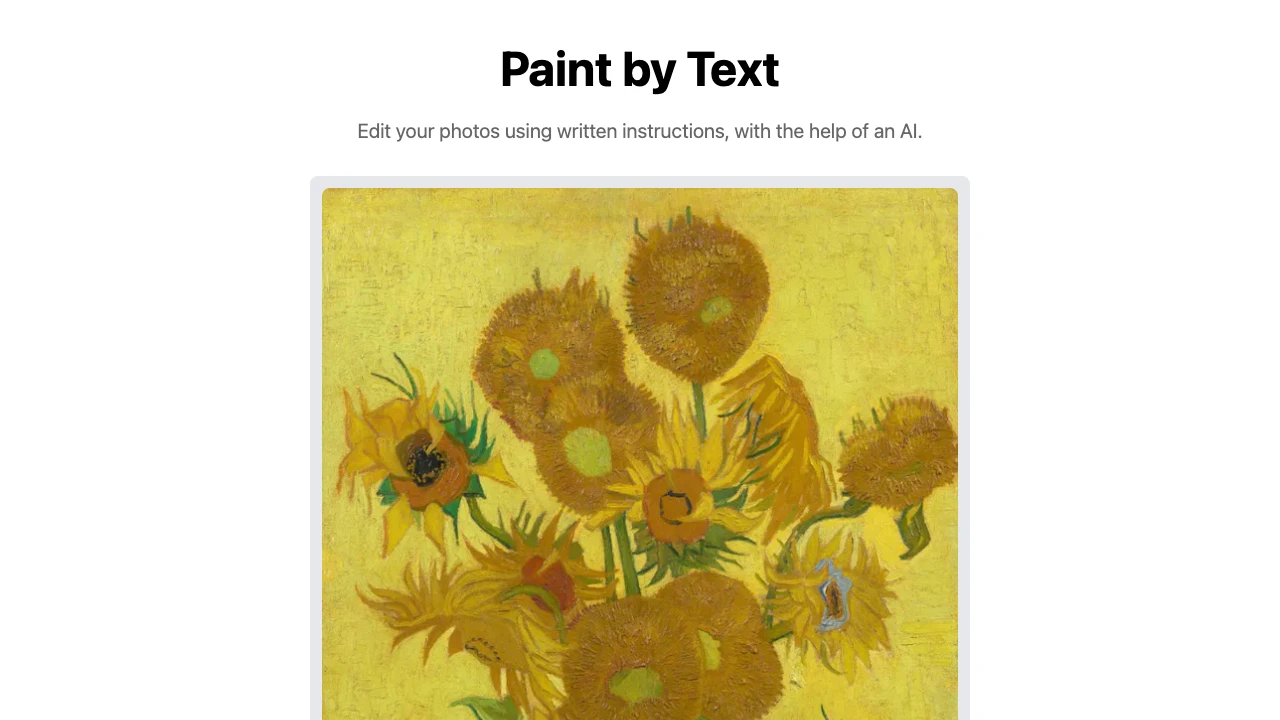 Paint by Text
Edit your photos using written instructions, with the help of an AI.